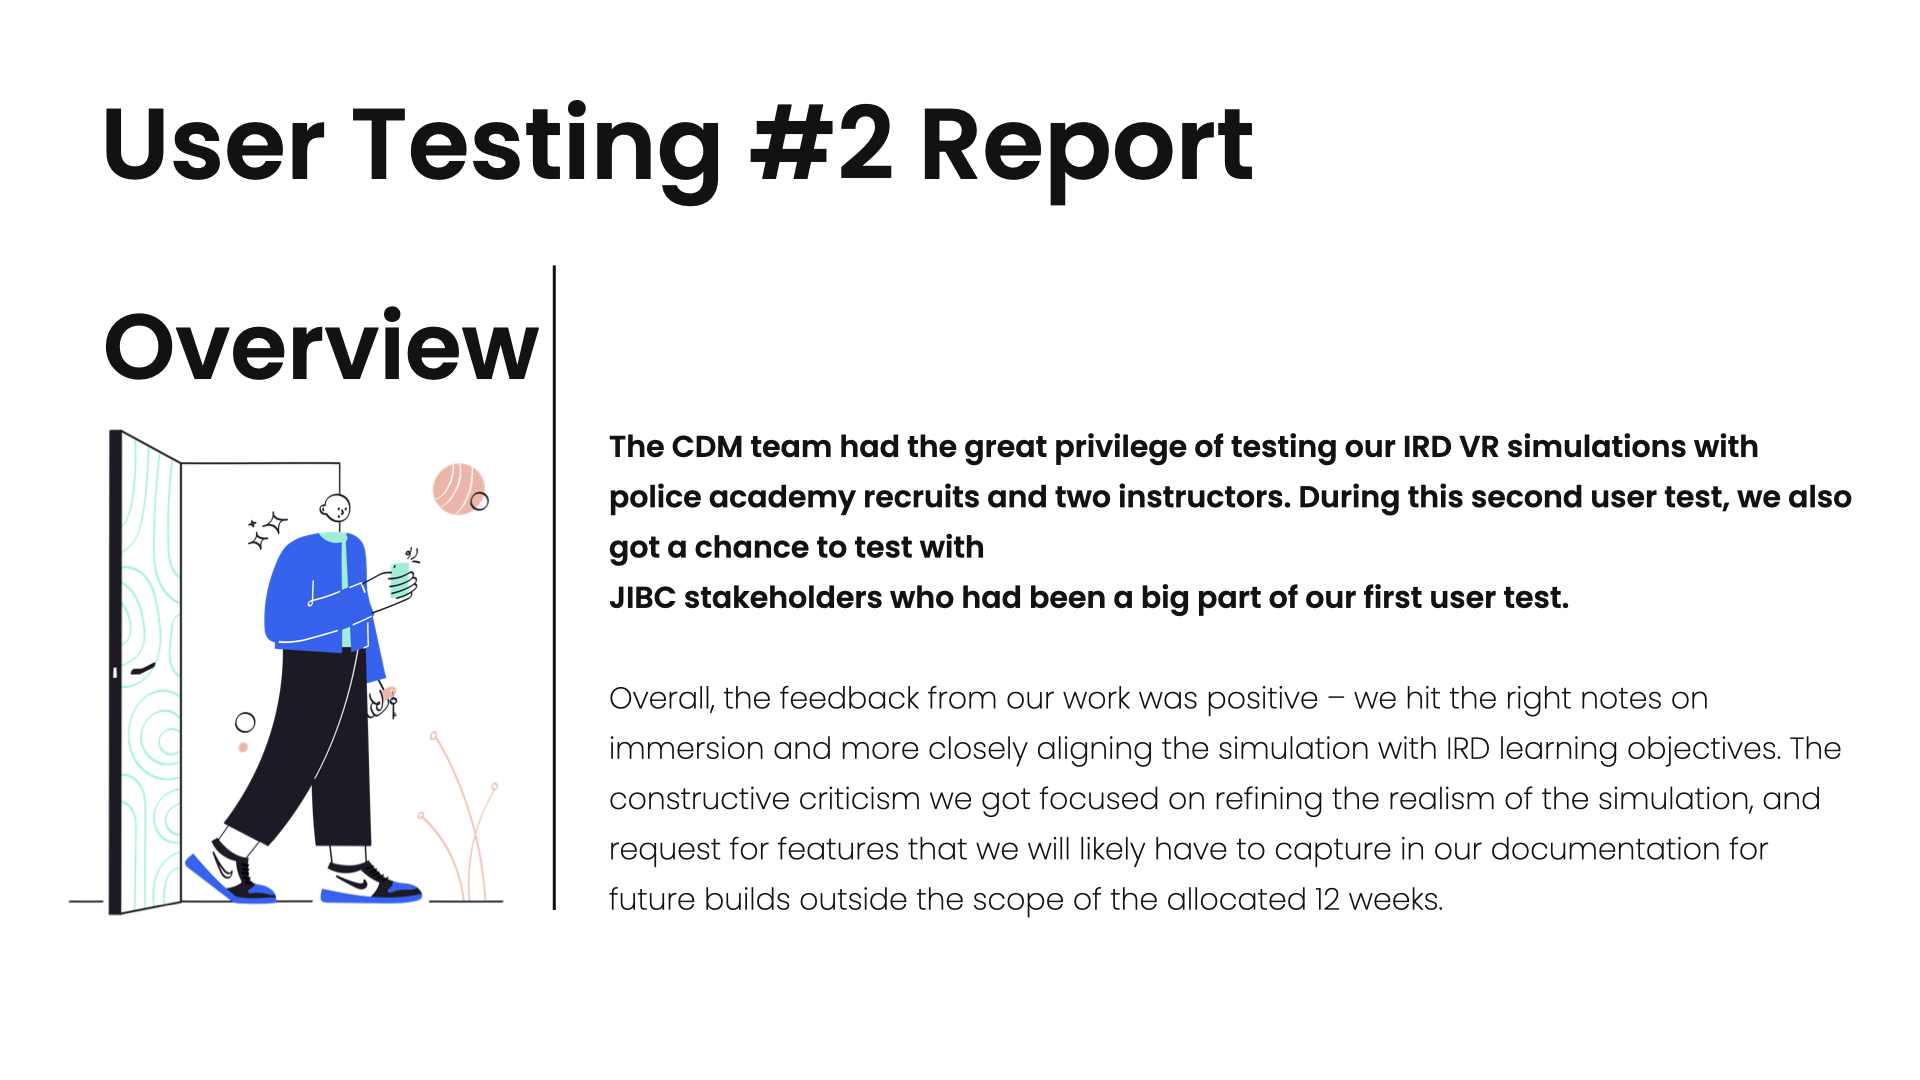 User Testing #2 Report
Overview
The CDM team had the great privilege of testing our IRD VR simulations with
police academy recruits and two instructors. During this second user test, we also
got a chance to test with
JIBC stakeholders who had been a big part of our first user test.
Overall, the feedback from our work was positive – we hit the right notes on
immersion and more closely aligning the simulation with IRD learning objectives. The
constructive criticism we got focused on refining the realism of the simulation, and
request for features that we will likely have to capture in our documentation for
future builds outside the scope of the allocated 12 weeks.